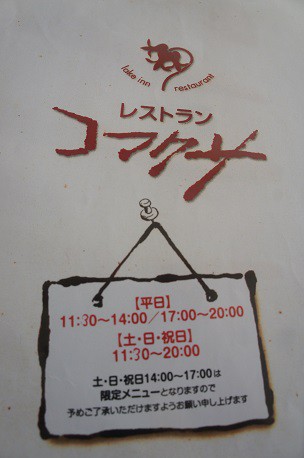 lake inn restaurant
レストラン
コマクサ
【平日】
11:30～14:00／17:00～20:00
【土・日・祝日】
11:30～20:00
土・日・祝日14:00～17:00は
限定メニューとなりますので
予めご了承いただけますようお願い申し上げます